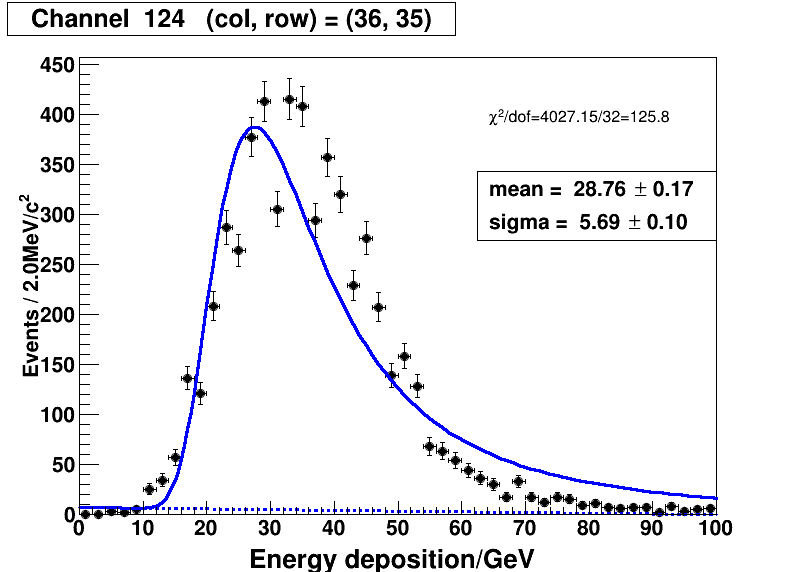 Channel 124 (col, row) = (36, 35)
χ²/dof=4027.15/32=125.8
mean = 28.76 ± 0.17
sigma = 5.69 ± 0.10
Events / 2.0MeV/c²
450
400
350
300
250
200
150
100
50
0
0 10 20 30 40 50 60 70 80 90 100
Energy deposition/GeV